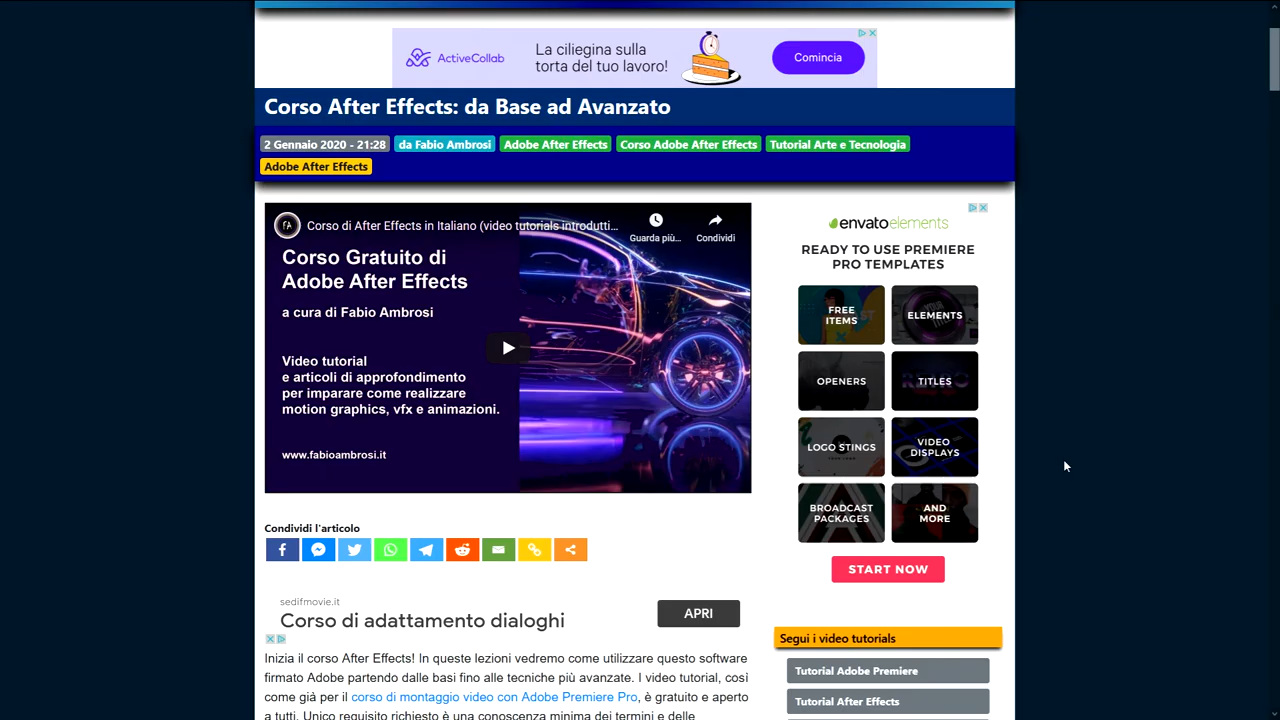 ActiveCollab
La ciliegina sulla
torta del tuo lavoro!
Comincia
Corso After Effects: da Base ad Avanzato
2 Gennaio 2020 - 21:28 da Fabio Ambrosi Adobe After Effects Corso Adobe After Effects Tutorial Arte e Tecnologia
Adobe After Effects
Corso di After Effects in Italiano (video tutorials introdutti...
Guarda più...
Condividi
Corso Gratuito di
Adobe After Effects
a cura di Fabio Ambrosi
Video tutorial
e articoli di approfondimento
per imparare come realizzare
motion graphics, vfx e animazioni.
www.fabioambrosi.it
Condividi l'articolo
sedifmovie.it
Corso di adattamento dialoghi
APRI
Inizia il corso After Effects! In queste lezioni vedremo come utilizzare questo software
firmato Adobe partendo dalle basi fino alle tecniche più avanzate. I video tutorial, così
come già per il corso di montaggio video con Adobe Premiere Pro, è gratuito e aperto
a tutti. Unico requisito richiesto è una conoscenza minima dei termini e delle
envato elements
READY TO USE PREMIERE
PRO TEMPLATES
FREE
ITEMS
ELEMENTS
OPENERS
TITLES
LOGO STINGS
VIDEO
DISPLAYS
BROADCAST
PACKAGES
AND
MORE
START NOW
Segui i video tutorials
Tutorial Adobe Premiere
Tutorial After Effects